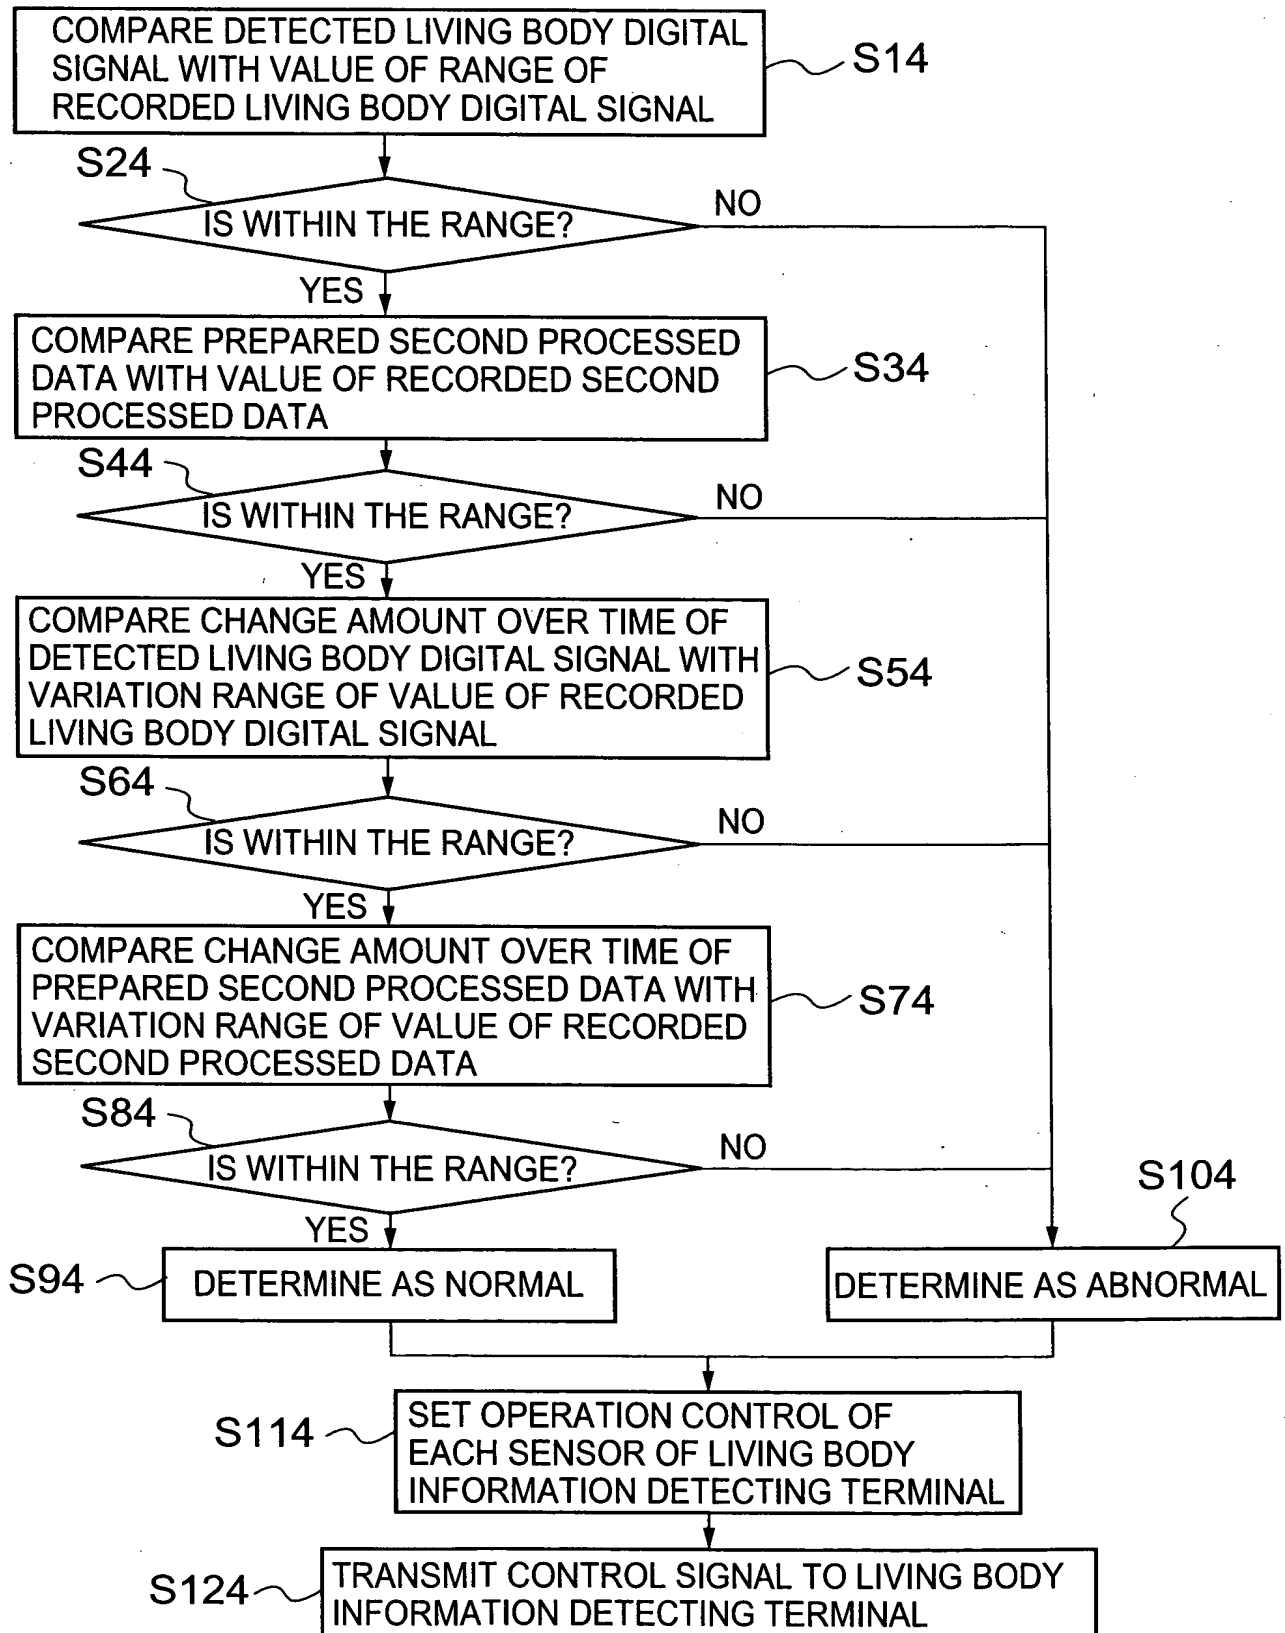 COMPARE DETECTED LIVING BODY DIGITAL
SIGNAL WITH VALUE OF RANGE OF
RECORDED LIVING BODY DIGITAL SIGNAL
S14
S24
IS WITHIN THE RANGE?
NO
YES
COMPARE PREPARED SECOND PROCESSED
DATA WITH VALUE OF RECORDED SECOND
PROCESSED DATA
S34
S44
IS WITHIN THE RANGE?
NO
YES
COMPARE CHANGE AMOUNT OVER TIME OF
DETECTED LIVING BODY DIGITAL SIGNAL WITH
VARIATION RANGE OF VALUE OF RECORDED
LIVING BODY DIGITAL SIGNAL
S54
S64
IS WITHIN THE RANGE?
NO
YES
COMPARE CHANGE AMOUNT OVER TIME OF
PREPARED SECOND PROCESSED DATA WITH
VARIATION RANGE OF VALUE OF RECORDED
SECOND PROCESSED DATA
S74
S84
IS WITHIN THE RANGE?
NO
YES
S94
DETERMINE AS NORMAL
S104
DETERMINE AS ABNORMAL
S114
SET OPERATION CONTROL OF
EACH SENSOR OF LIVING BODY
INFORMATION DETECTING TERMINAL
S124
TRANSMIT CONTROL SIGNAL TO LIVING BODY
INFORMATION DETECTING TERMINAL